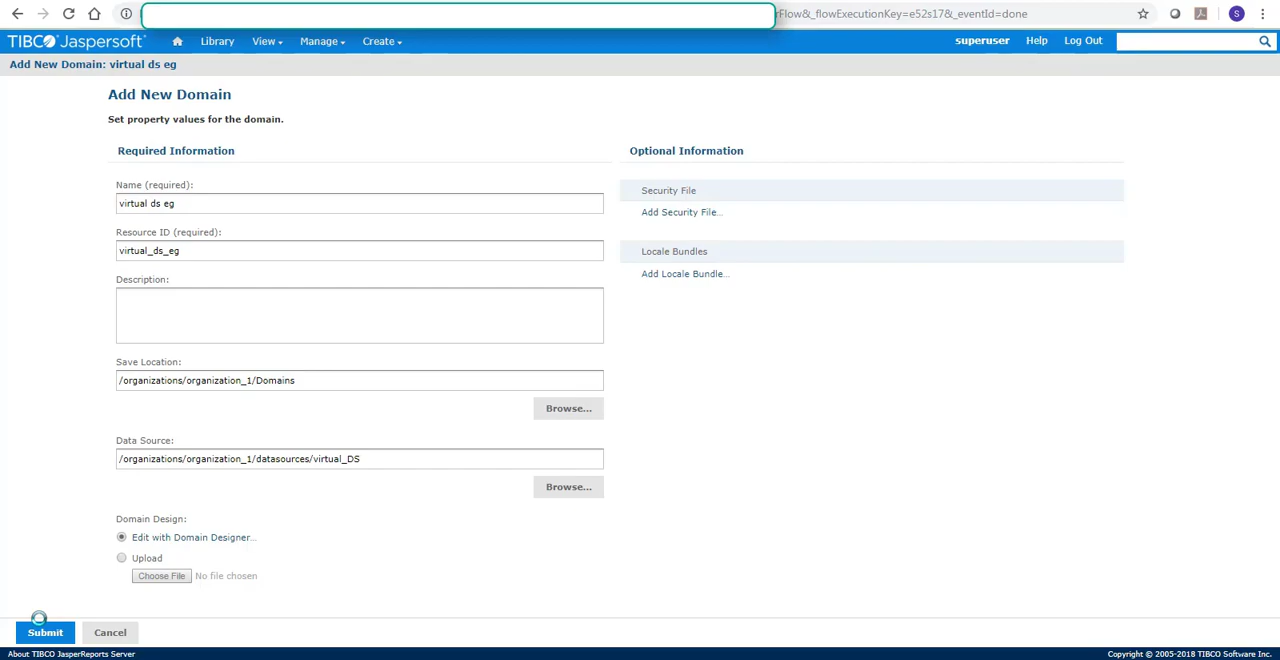 rFlow&_flowExecutionKey=e52s17&_eventId=done
S
TIBCO Jaspersoft®
Library
View
Manage
Create
superuser
Help
Log Out
Add New Domain: virtual ds eg
Add New Domain
Set property values for the domain.
Required Information
Name (required):
virtual ds eg
Resource ID (required):
virtual_ds_eg
Description:
Save Location:
/organizations/organization_1/Domains
Browse...
Data Source:
/organizations/organization_1/datasources/virtual_DS
Browse...
Domain Design:
Edit with Domain Designer...
Upload
Choose File No file chosen
Optional Information
Security File
Add Security File...
Locale Bundles
Add Locale Bundle...
Submit
Cancel
About TIBCO JasperReports Server
Copyright © 2005-2018 TIBCO Software Inc.